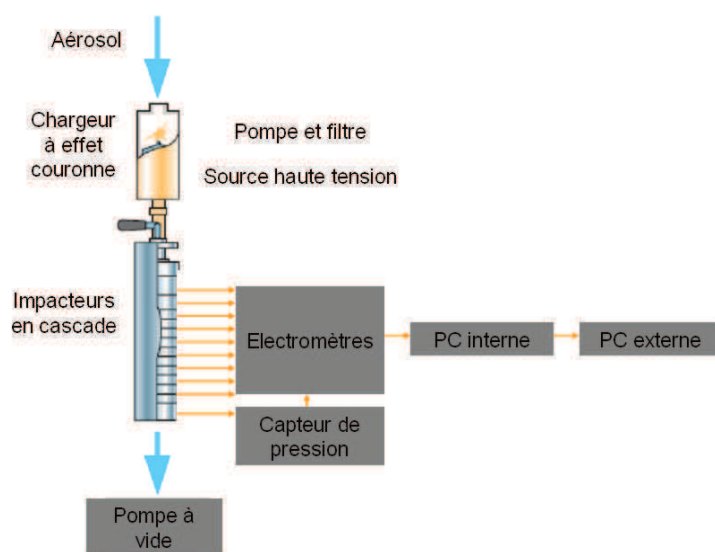 Aérosol
Chargeur
à effet
couronne
Pompe et filtre
Source haute tension
Impacteurs
en cascade
Electromètres
PC interne
PC externe
Capteur de
pression
Pompe à
vide